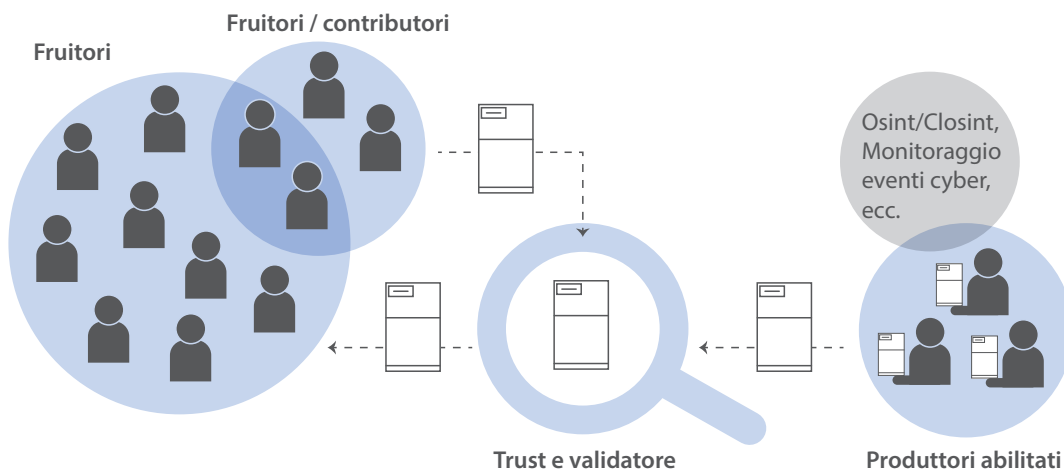 Fruitori / contributori
Fruitori
Osint/Closint,
Monitoraggio
eventi cyber,
ecc.
Trust e validatore
Produttori abilitati